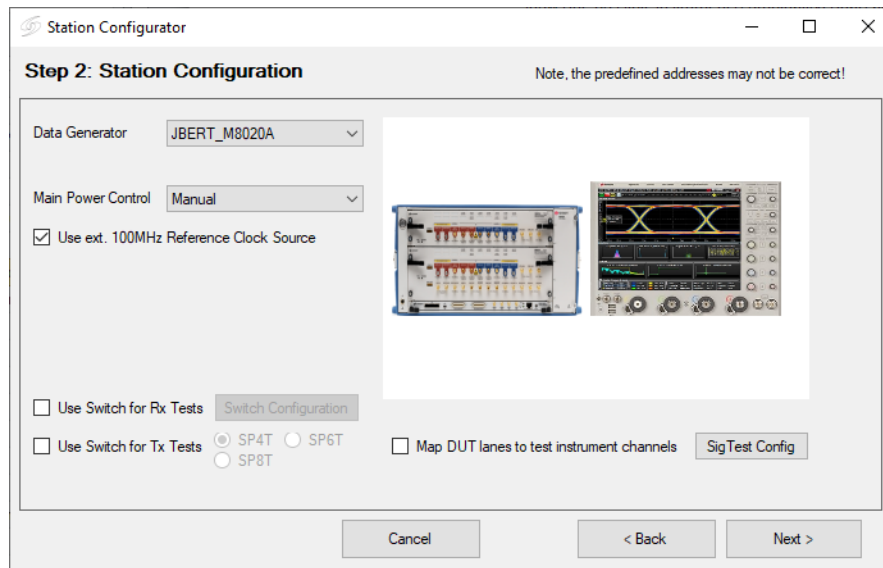 Station Configurator
Step 2: Station Configuration
Note, the predefined addresses may not be correct!
Data Generator
JBERT_M8020A
Main Power Control
Manual
Use ext. 100MHz Reference Clock Source
Use Switch for Rx Tests
Switch Configuration
Use Switch for Tx Tests
SP4T
SP6T
SP8T
Map DUT lanes to test instrument channels
SigTest Config
Cancel
< Back
Next >